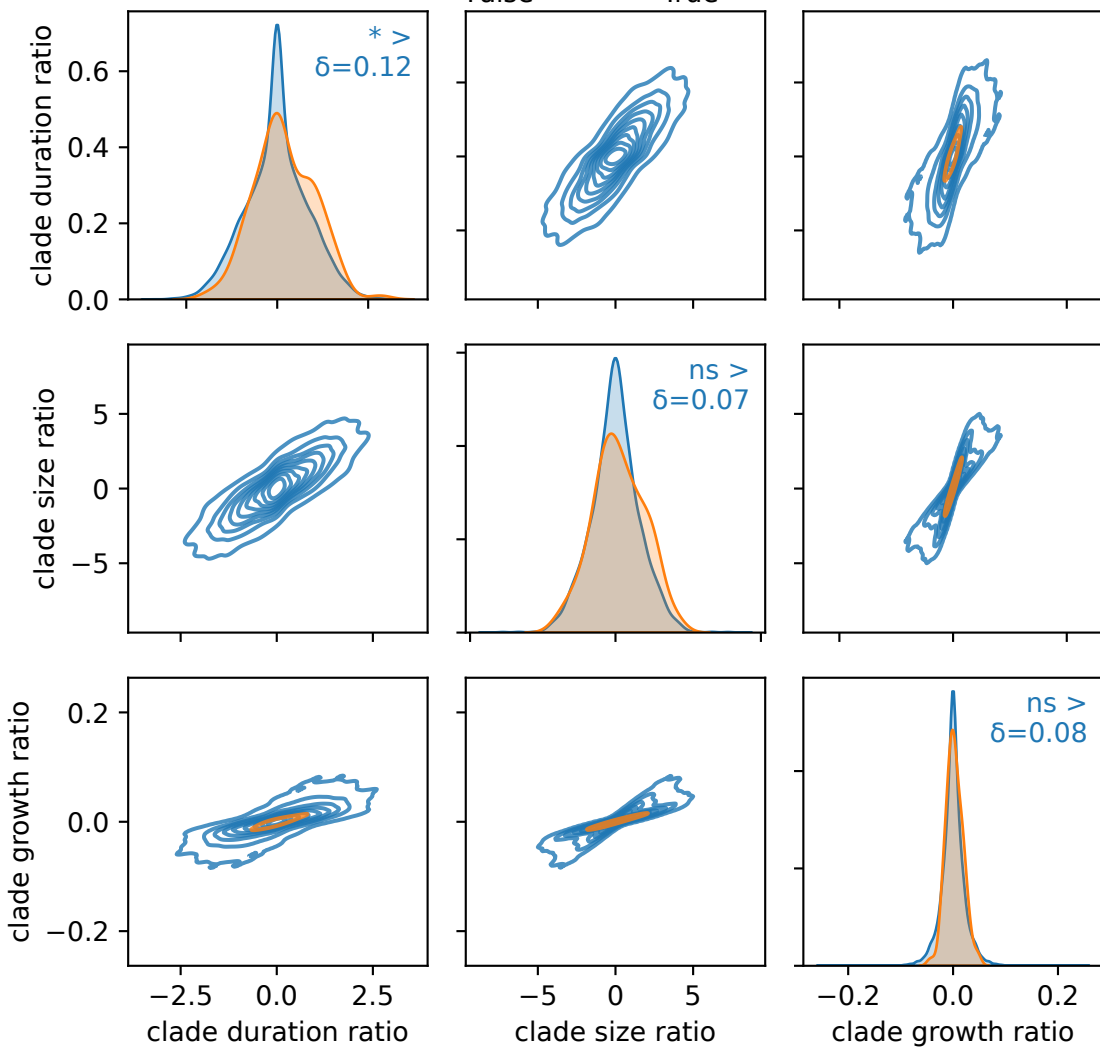 clade duration ratio
0.6
0.4
0.2
0.0
* >
δ=0.12
clade size ratio
5
0
−5
ns >
δ=0.07
clade growth ratio
0.2
0.0
−0.2
ns >
δ=0.08
−2.5 0.0 2.5
−5 0 5
−0.2 0.0 0.2
clade duration ratio
clade size ratio
clade growth ratio